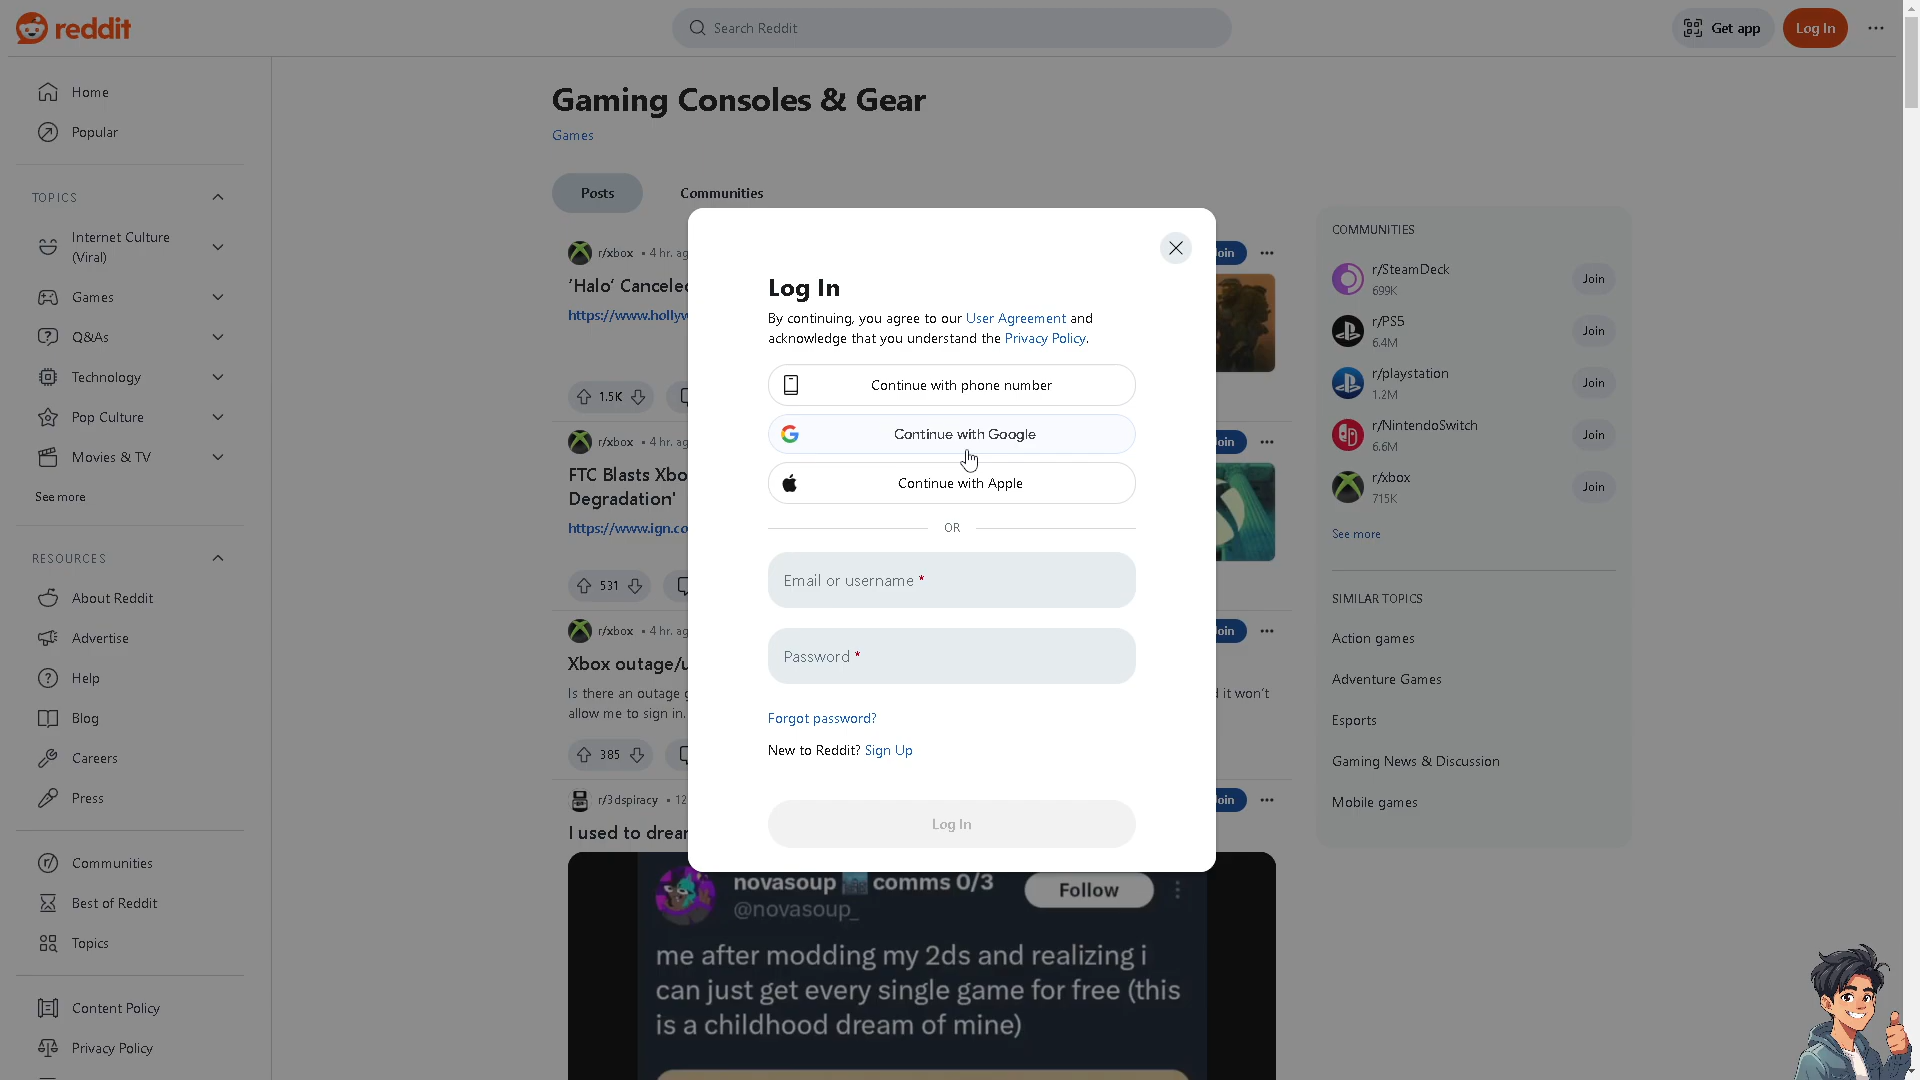 reddit
Search Reddit
Get app
Log In
Home
Popular
TOPICS
Internet Culture
(Viral)
Games
Q&As
Technology
Pop Culture
Movies & TV
See more
RESOURCES
About Reddit
Advertise
Help
Blog
Careers
Press
Communities
Best of Reddit
Topics
Content Policy
Privacy Policy
Gaming Consoles & Gear
Games
Posts
Communities
r/xbox • 4 hr. ag
'Halo' Cancele
https://www.hollyw
1.5K
r/xbox • 4 hr. ag
FTC Blasts Xbo
Degradation'
https://www.ign.co
531
r/xbox • 4 hr. ag
Xbox outage/u
Is there an outage
it won't
allow me to sign in.
385
r/3dspiracy • 12
I used to drea
novasoup comms 0/3
@novasoup_
Follow
me after modding my 2ds and realizing i
can just get every single game for free (this
is a childhood dream of mine)
Log In
By continuing, you agree to our User Agreement and
acknowledge that you understand the Privacy Policy.
Continue with phone number
Continue with Google
Continue with Apple
OR
Email or username *
Password *
Forgot password?
New to Reddit? Sign Up
Log In
COMMUNITIES
r/SteamDeck
699K
Join
r/PS5
6.4M
Join
r/playstation
1.2M
Join
r/NintendoSwitch
6.6M
Join
r/xbox
715K
Join
See more
SIMILAR TOPICS
Action games
Adventure Games
Esports
Gaming News & Discussion
Mobile games